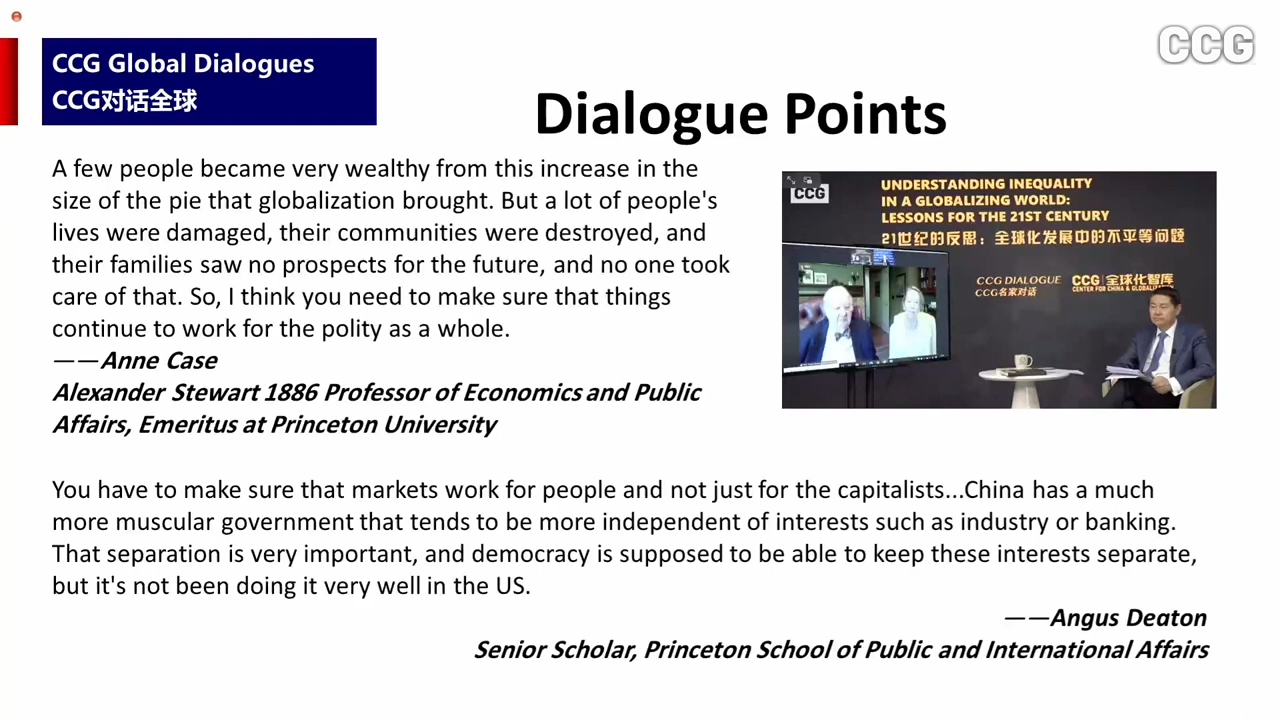 CCG Global Dialogues
CCG对话全球
CCG
Dialogue Points
A few people became very wealthy from this increase in the
size of the pie that globalization brought. But a lot of people's
lives were damaged, their communities were destroyed, and
their families saw no prospects for the future, and no one took
care of that. So, I think you need to make sure that things
continue to work for the polity as a whole.
——Anne Case
Alexander Stewart 1886 Professor of Economics and Public
Affairs, Emeritus at Princeton University
CCG
UNDERSTANDING INEQUALITY
IN A GLOBALIZING WORLD:
LESSONS FOR THE 21ST CENTURY
21世纪的反思：全球化发展中的不平等问题
CCG DIALOGUE
CCG名家对话
CCG 全球化智库
CENTER FOR CHINA & GLOBALIZATION
You have to make sure that markets work for people and not just for the capitalists...China has a much
more muscular government that tends to be more independent of interests such as industry or banking.
That separation is very important, and democracy is supposed to be able to keep these interests separate,
but it's not been doing it very well in the US.
——Angus Deaton
Senior Scholar, Princeton School of Public and International Affairs